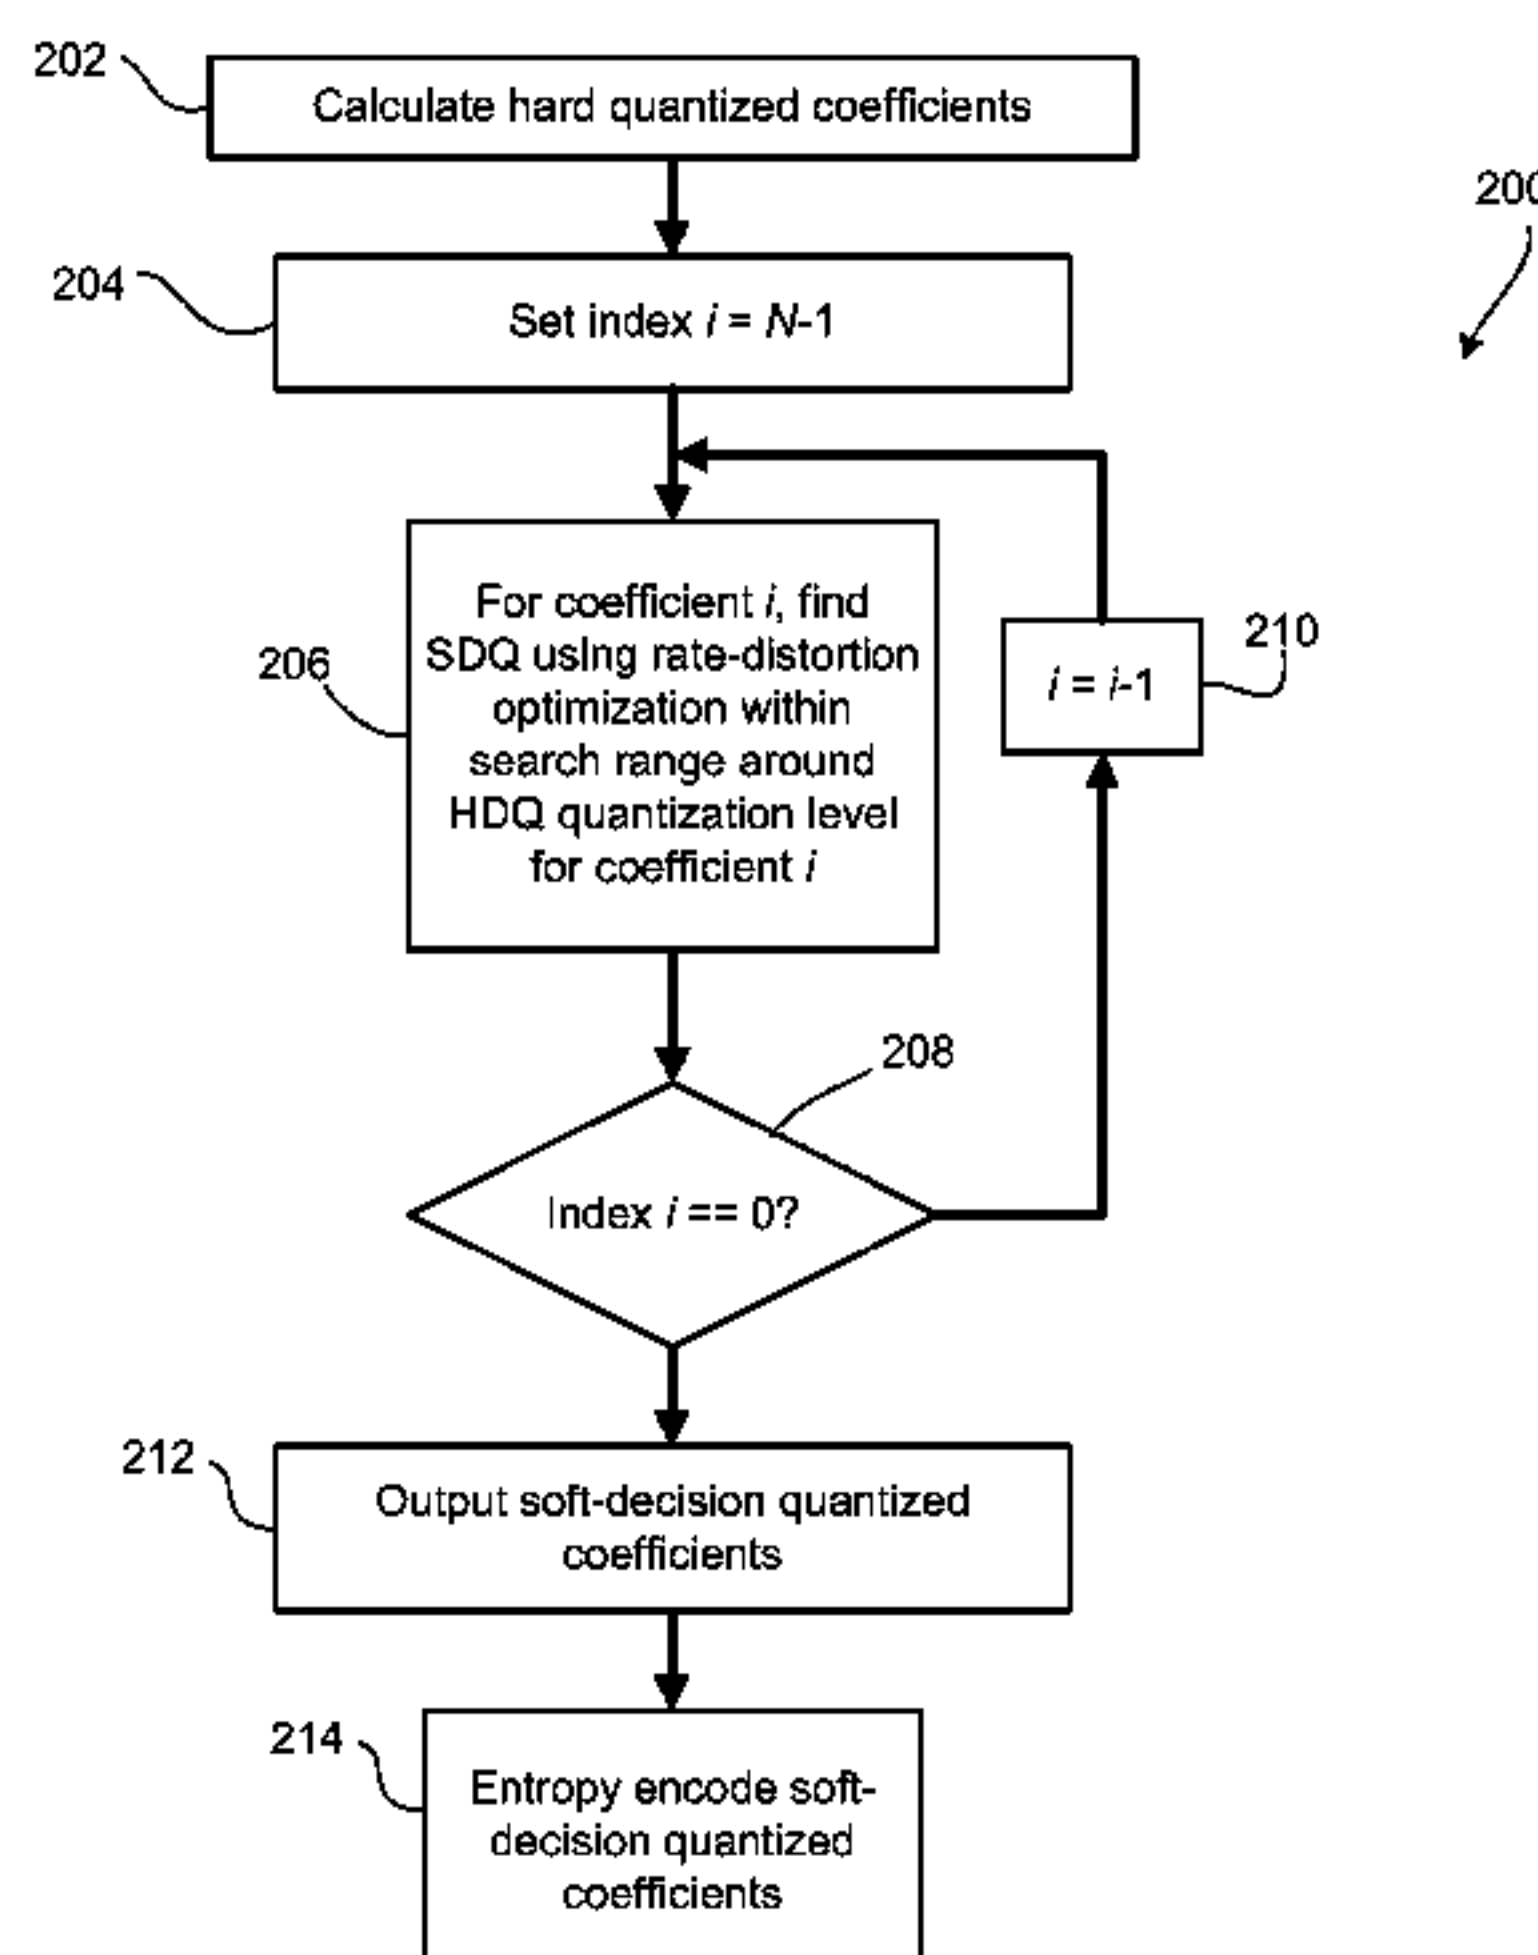 202
Calculate hard quantized coefficients
200
204
Set index i = N-1
For coefficient i, find
SDQ using rate-distortion
optimization within
search range around
HDQ quantization level
for coefficient i
206
210
i = i-1
208
Index i == 0?
212
Output soft-decision quantized
coefficients
214
Entropy encode soft-
decision quantized
coefficients